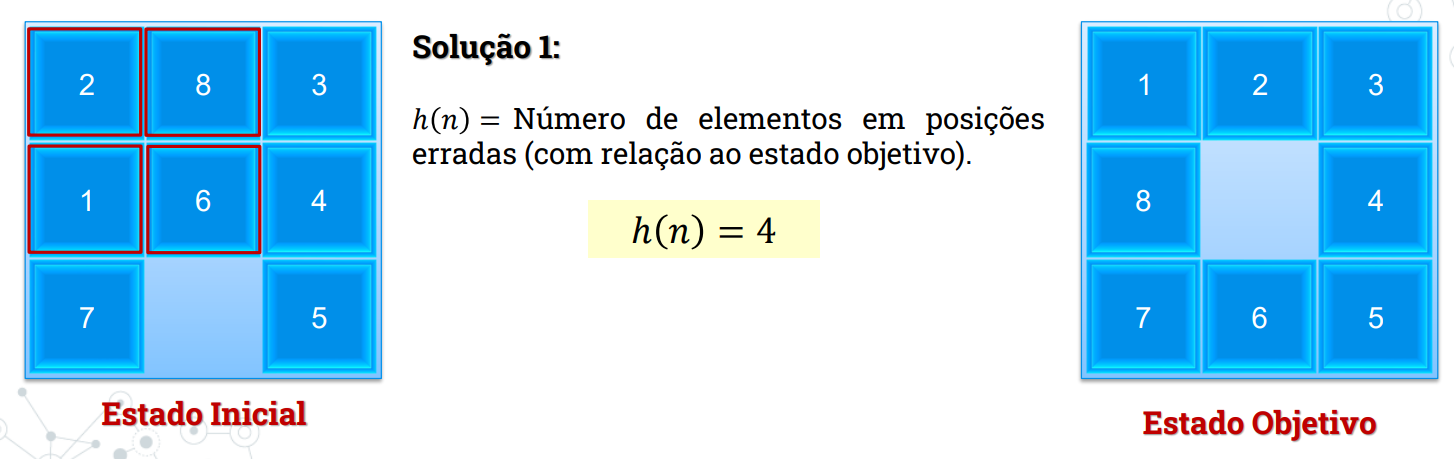 2 8 3
1 6 4
7 5
Estado Inicial
Solução 1:
h(n) = Número de elementos em posições
erradas (com relação ao estado objetivo).
h(n) = 4
1 2 3
8 4
7 6 5
Estado Objetivo